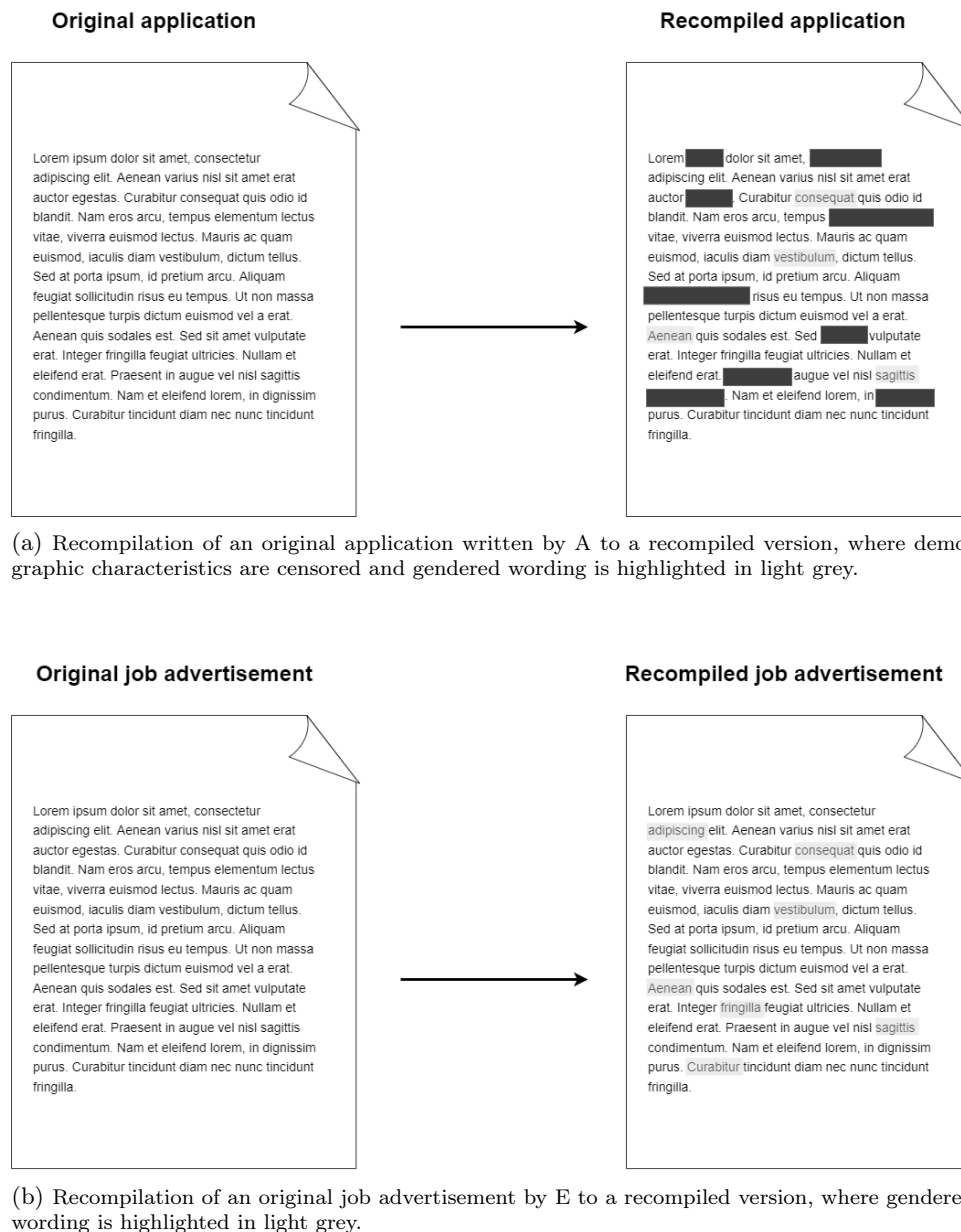 Original application
Recompiled application
Lorem ipsum dolor sit amet, consectetur
adipiscing elit. Aenean varius nisl sit amet erat
auctor egestas. Curabitur consequat quis odio id
blandit. Nam eros arcu, tempus elementum lectus
vitae, viverra euismod lectus. Mauris ac quam
euismod, iaculis diam vestibulum, dictum tellus.
Sed at porta ipsum, id pretium arcu. Aliquam
feugiat sollicitudin risus eu tempus. Ut non massa
pellentesque turpis dictum euismod vel a erat.
Aenean quis sodales est. Sed sit amet vulputate
erat. Integer fringilla feugiat ultricies. Nullam et
eleifend erat. Praesent in augue vel nisl sagittis
condimentum. Nam et eleifend lorem, in dignissim
purus. Curabitur tincidunt diam nec nunc tincidunt
fringilla.
Lorem dolor sit amet,
adipiscing elit. Aenean varius nisl sit amet erat
auctor . Curabitur consequat quis odio id
blandit. Nam eros arcu, tempus
vitae, viverra euismod lectus. Mauris ac quam
euismod, iaculis diam vestibulum, dictum tellus.
Sed at porta ipsum, id pretium arcu. Aliquam
risus eu tempus. Ut non massa
pellentesque turpis dictum euismod vel a erat.
Aenean quis sodales est. Sed vulputate
erat. Integer fringilla feugiat ultricies. Nullam et
eleifend erat. augue vel nisl sagittis
. Nam et eleifend lorem, in
purus. Curabitur tincidunt diam nec nunc tincidunt
fringilla.
(a) Recompilation of an original application written by A to a recompiled version, where demo
graphic characteristics are censored and gendered wording is highlighted in light grey.
Original job advertisement
Recompiled job advertisement
Lorem ipsum dolor sit amet, consectetur
adipiscing elit. Aenean varius nisl sit amet erat
auctor egestas. Curabitur consequat quis odio id
blandit. Nam eros arcu, tempus elementum lectus
vitae, viverra euismod lectus. Mauris ac quam
euismod, iaculis diam vestibulum, dictum tellus.
Sed at porta ipsum, id pretium arcu. Aliquam
feugiat sollicitudin risus eu tempus. Ut non massa
pellentesque turpis dictum euismod vel a erat.
Aenean quis sodales est. Sed sit amet vulputate
erat. Integer fringilla feugiat ultricies. Nullam et
eleifend erat. Praesent in augue vel nisl sagittis
condimentum. Nam et eleifend lorem, in dignissim
purus. Curabitur tincidunt diam nec nunc tincidunt
fringilla.
Lorem ipsum dolor sit amet, consectetur
adipiscing elit. Aenean varius nisl sit amet erat
auctor egestas. Curabitur consequat quis odio id
blandit. Nam eros arcu, tempus elementum lectus
vitae, viverra euismod lectus. Mauris ac quam
euismod, iaculis diam vestibulum, dictum tellus.
Sed at porta ipsum, id pretium arcu. Aliquam
feugiat sollicitudin risus eu tempus. Ut non massa
pellentesque turpis dictum euismod vel a erat.
Aenean quis sodales est. Sed sit amet vulputate
erat. Integer fringilla feugiat ultricies. Nullam et
eleifend erat. Praesent in augue vel nisl sagittis
condimentum. Nam et eleifend lorem, in dignissim
purus. Curabitur tincidunt diam nec nunc tincidunt
fringilla.
(b) Recompilation of an original job advertisement by E to a recompiled version, where gendere
wording is highlighted in light grey.